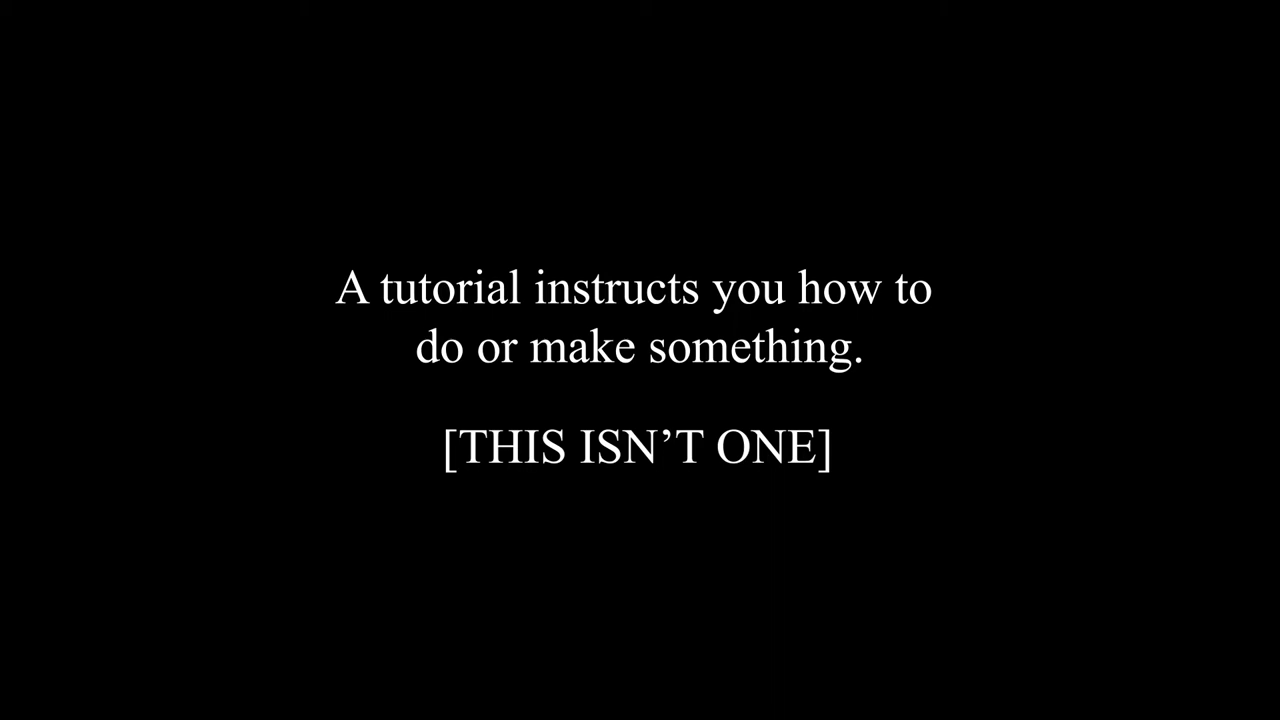 A tutorial instructs you how to
do or make something.
[THIS ISN’T ONE]